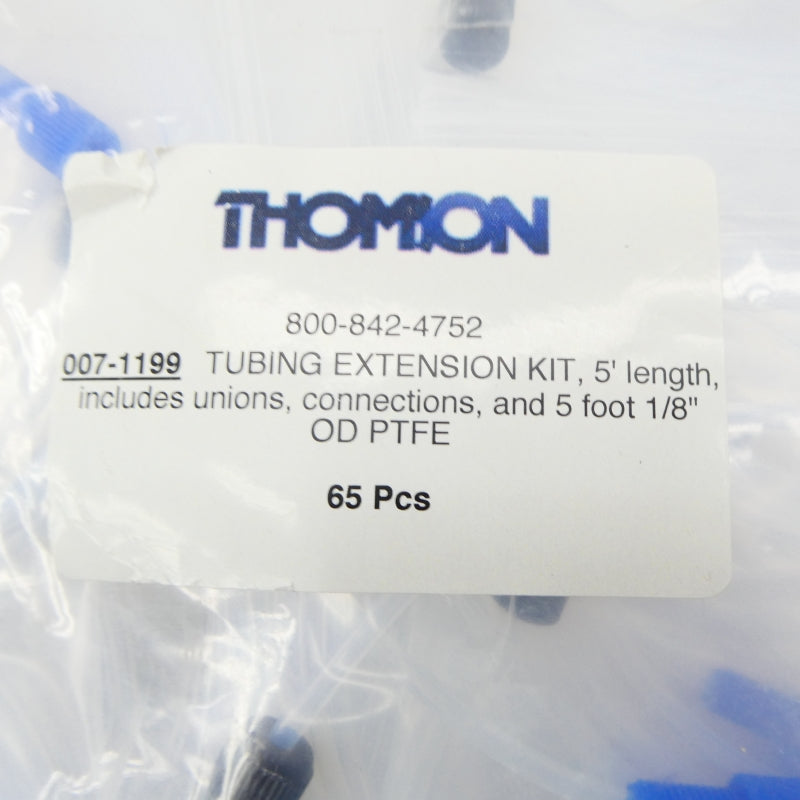 THOMSON
800-842-4752
007-1199 TUBING EXTENSION KIT, 5' length,
includes unions, connections, and 5 foot 1/8"
OD PTFE
65 Pcs